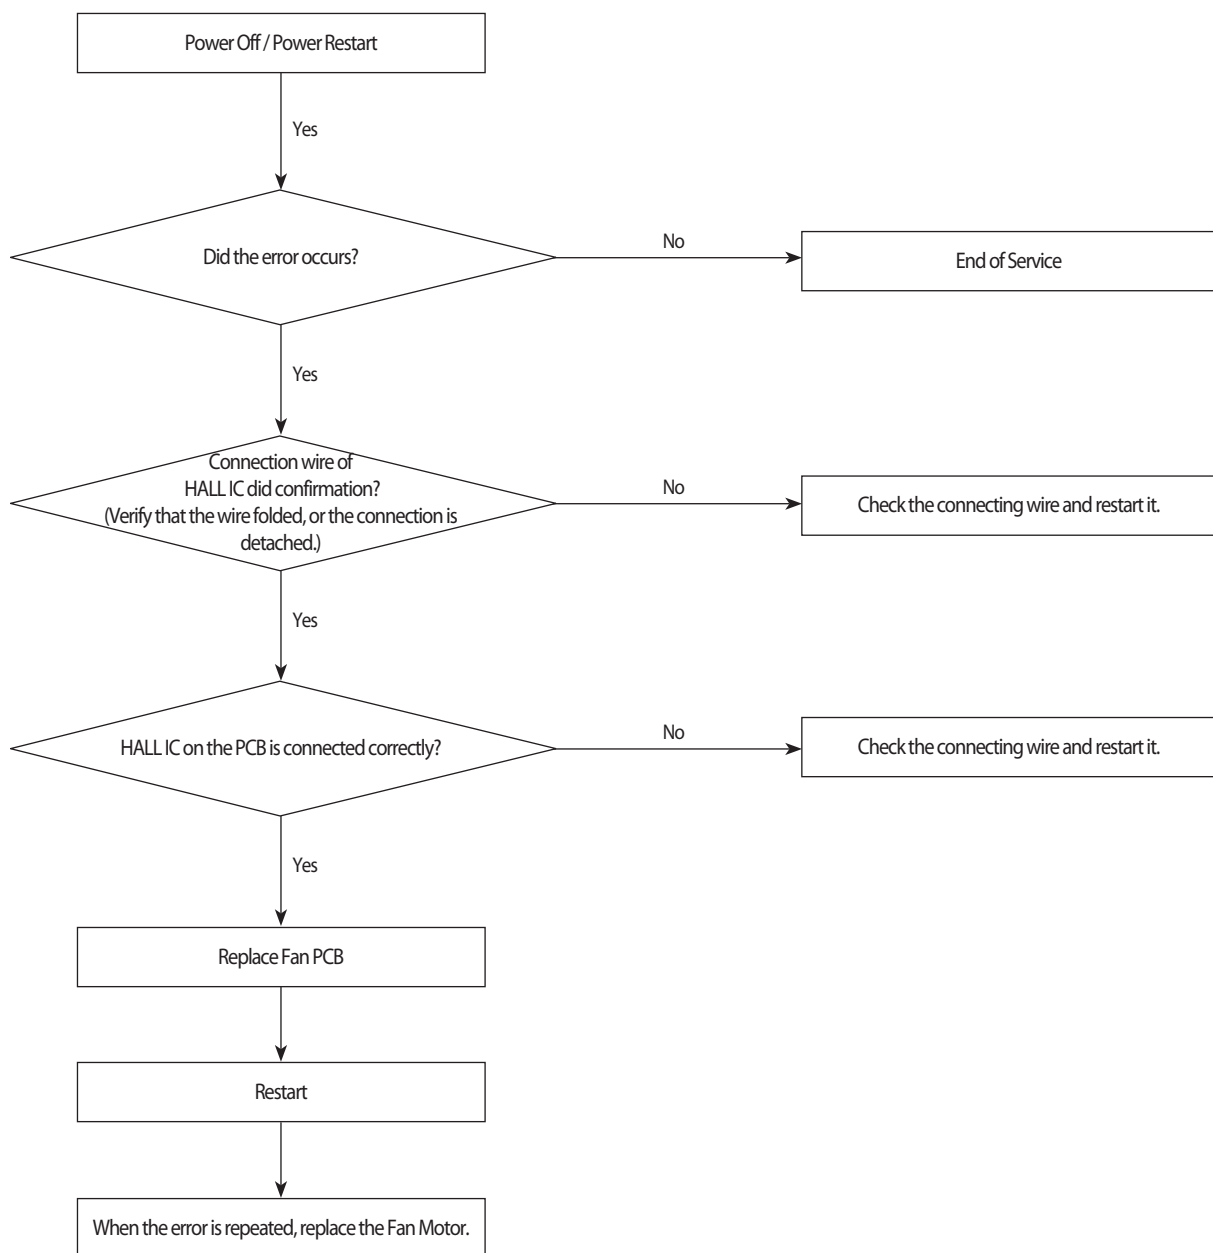 Power Off / Power Restart
Yes
Did the error occurs?
No
End of Service
Yes
Connection wire of
HALL IC did confirmation?
(Verify that the wire folded, or the connection is
detached.)
No
Check the connecting wire and restart it.
Yes
HALL IC on the PCB is connected correctly?
No
Check the connecting wire and restart it.
Yes
Replace Fan PCB
Restart
When the error is repeated, replace the Fan Motor.